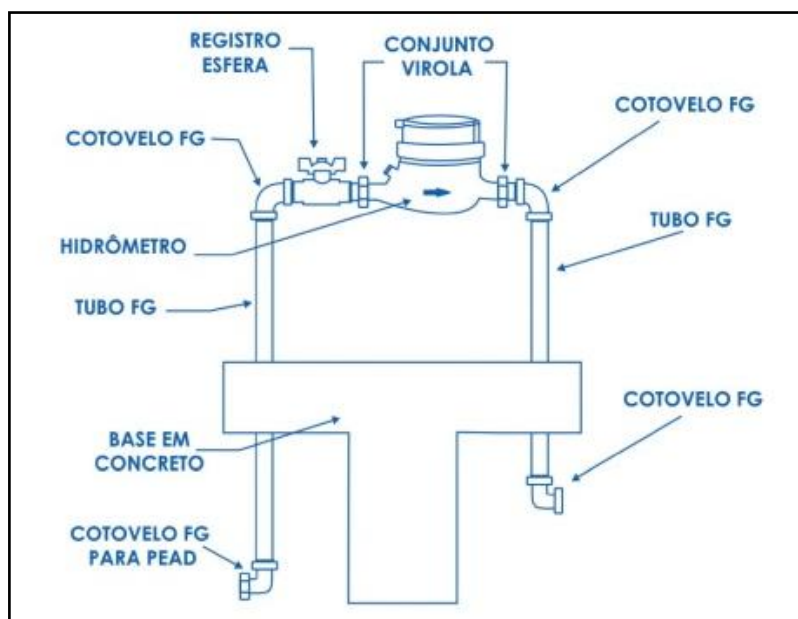 REGISTRO
ESFERA
CONJUNTO
VIROLA
COTOVELO FG
COTOVELO FG
HIDRÔMETRO
TUBO FG
TUBO FG
BASE EM
CONCRETO
COTOVELO FG
COTOVELO FG
PARA PEAD